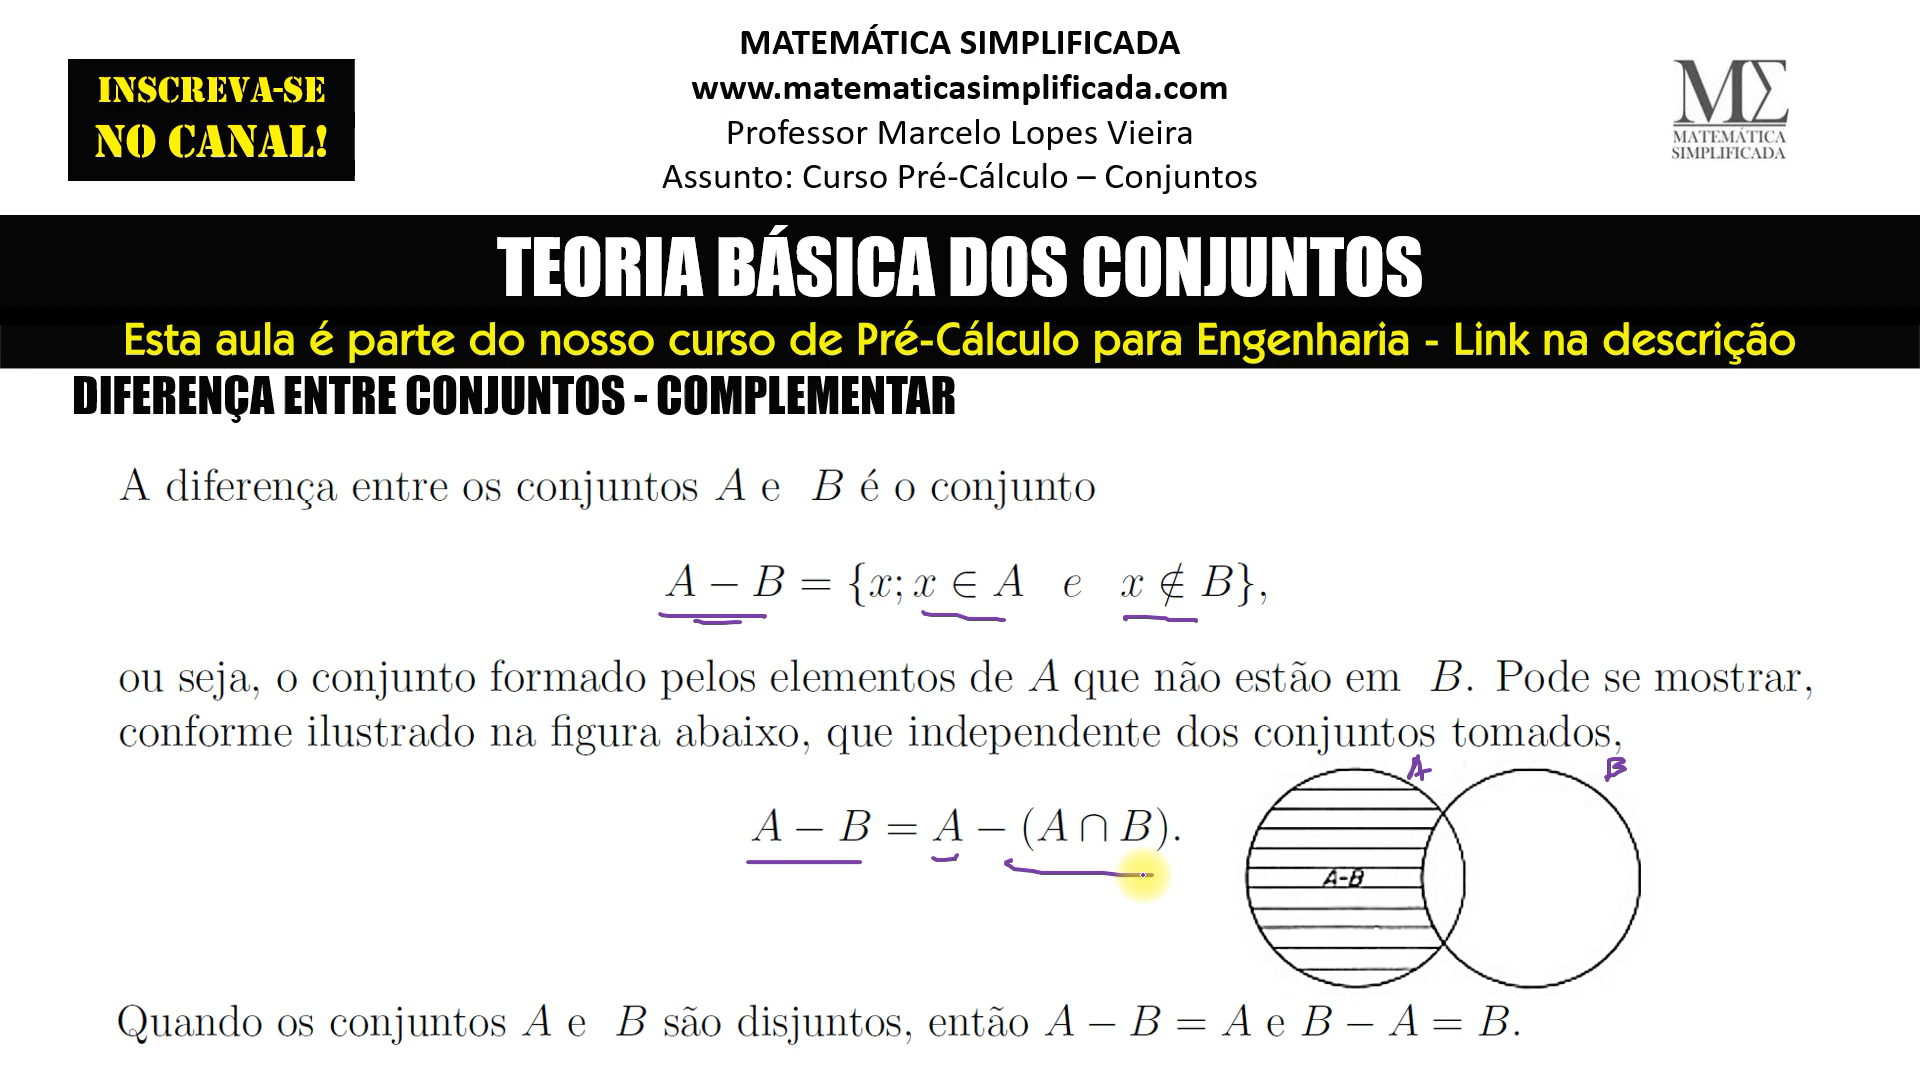 MATEMÁTICA SIMPLIFICADA
www.matematicasimplificada.com
Professor Marcelo Lopes Vieira
Assunto: Curso Pré-Cálculo – Conjuntos
INSCREVA-SE
NO CANAL!
MΣ
MATEMÁTICA
SIMPLIFICADA
TEORIA BÁSICA DOS CONJUNTOS
Esta aula é parte do nosso curso de Pré-Cálculo para Engenharia - Link na descrição
DIFERENÇA ENTRE CONJUNTOS - COMPLEMENTAR
A diferença entre os conjuntos A e B é o conjunto
A − B = {x; x ∈ A e x ∉ B},
ou seja, o conjunto formado pelos elementos de A que não estão em B. Pode se mostrar,
conforme ilustrado na figura abaixo, que independente dos conjuntos tomados,
A B
A − B = A − (A ∩ B).
A-B
Quando os conjuntos A e B são disjuntos, então A − B = A e B − A = B.